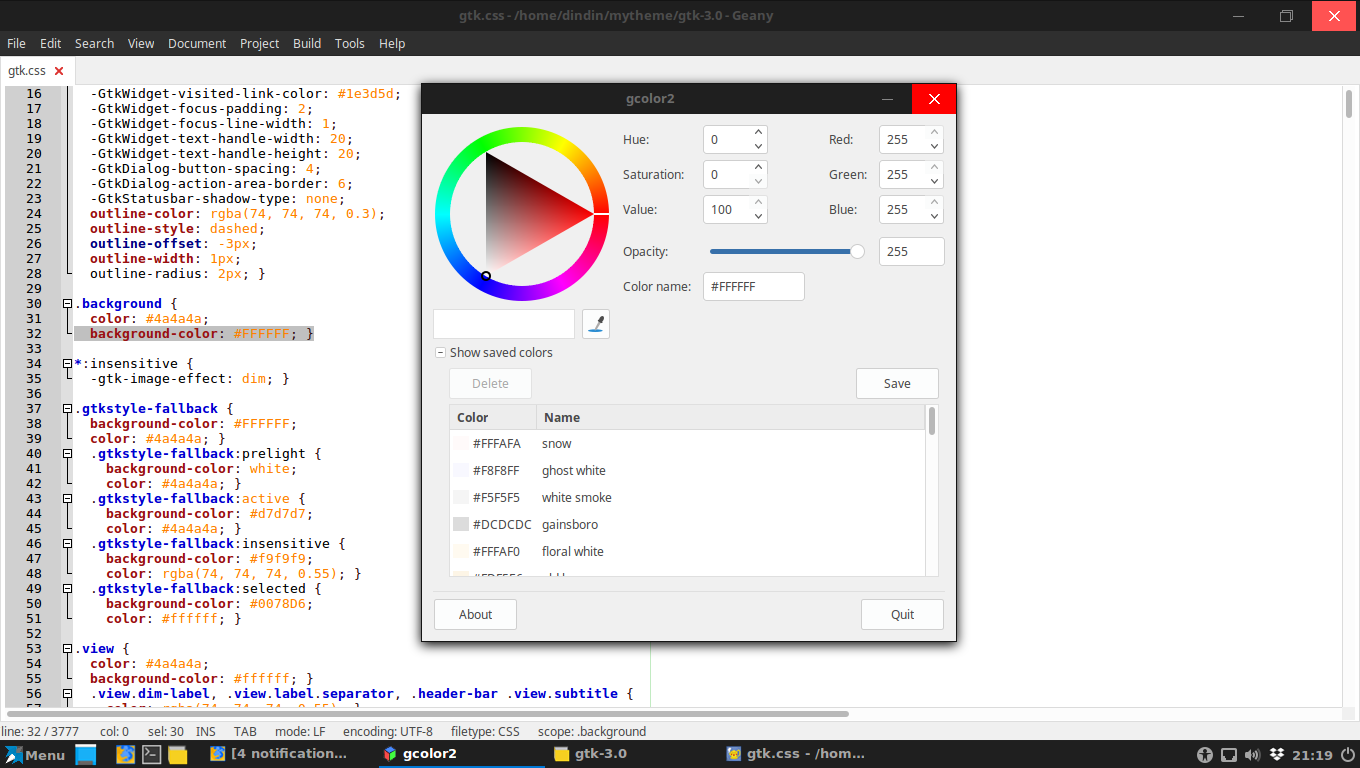 gtk.css - /home/dindin/mytheme/gtk-3.0 - Geany
File Edit Search View Document Project Build Tools Help
gtk.css
16 -GtkWidget-visited-link-color: #1e3d5d;
17 -GtkWidget-focus-padding: 2;
18 -GtkWidget-focus-line-width: 1;
19 -GtkWidget-text-handle-width: 20;
20 -GtkWidget-text-handle-height: 20;
21 -GtkDialog-button-spacing: 4;
22 -GtkDialog-action-area-border: 6;
23 -GtkStatusbar-shadow-type: none;
24 outline-color: rgba(74, 74, 74, 0.3);
25 outline-style: dashed;
26 outline-offset: -3px;
27 outline-width: 1px;
28 outline-radius: 2px; }
29
30 .background {
31 color: #4a4a4a;
32 background-color: #FFFFFF; }
33
34 *:insensitive {
35 -gtk-image-effect: dim; }
36
37 .gtkstyle-fallback {
38 background-color: #FFFFFF;
39 color: #4a4a4a; }
40 .gtkstyle-fallback:prelight {
41 background-color: white;
42 color: #4a4a4a; }
43 .gtkstyle-fallback:active {
44 background-color: #d7d7d7;
45 color: #4a4a4a; }
46 .gtkstyle-fallback:insensitive {
47 background-color: #f9f9f9;
48 color: rgba(74, 74, 74, 0.55); }
49 .gtkstyle-fallback:selected {
50 background-color: #0078D6;
51 color: #ffffff; }
52
53 .view {
54 color: #4a4a4a;
55 background-color: #ffffff; }
56 .view.dim-label, .view.label.separator, .header-bar .view.subtitle {
57 color: rgba(74, 74, 74, 0.55); }
gcolor2
Hue: 0 Red: 255
Saturation: 0 Green: 255
Value: 100 Blue: 255
Opacity: 255
Color name: #FFFFFF
Show saved colors
Delete Save
Color Name
#FFFAFA snow
#F8F8FF ghost white
#F5F5F5 white smoke
#DCDCDC gainsboro
#FFFAF0 floral white
About Quit
line: 32 / 3777 col: 0 sel: 30 INS TAB mode: LF encoding: UTF-8 filetype: CSS scope: .background
Menu [4 notification... gcolor2 gtk-3.0 gtk.css - /hom... 21:19